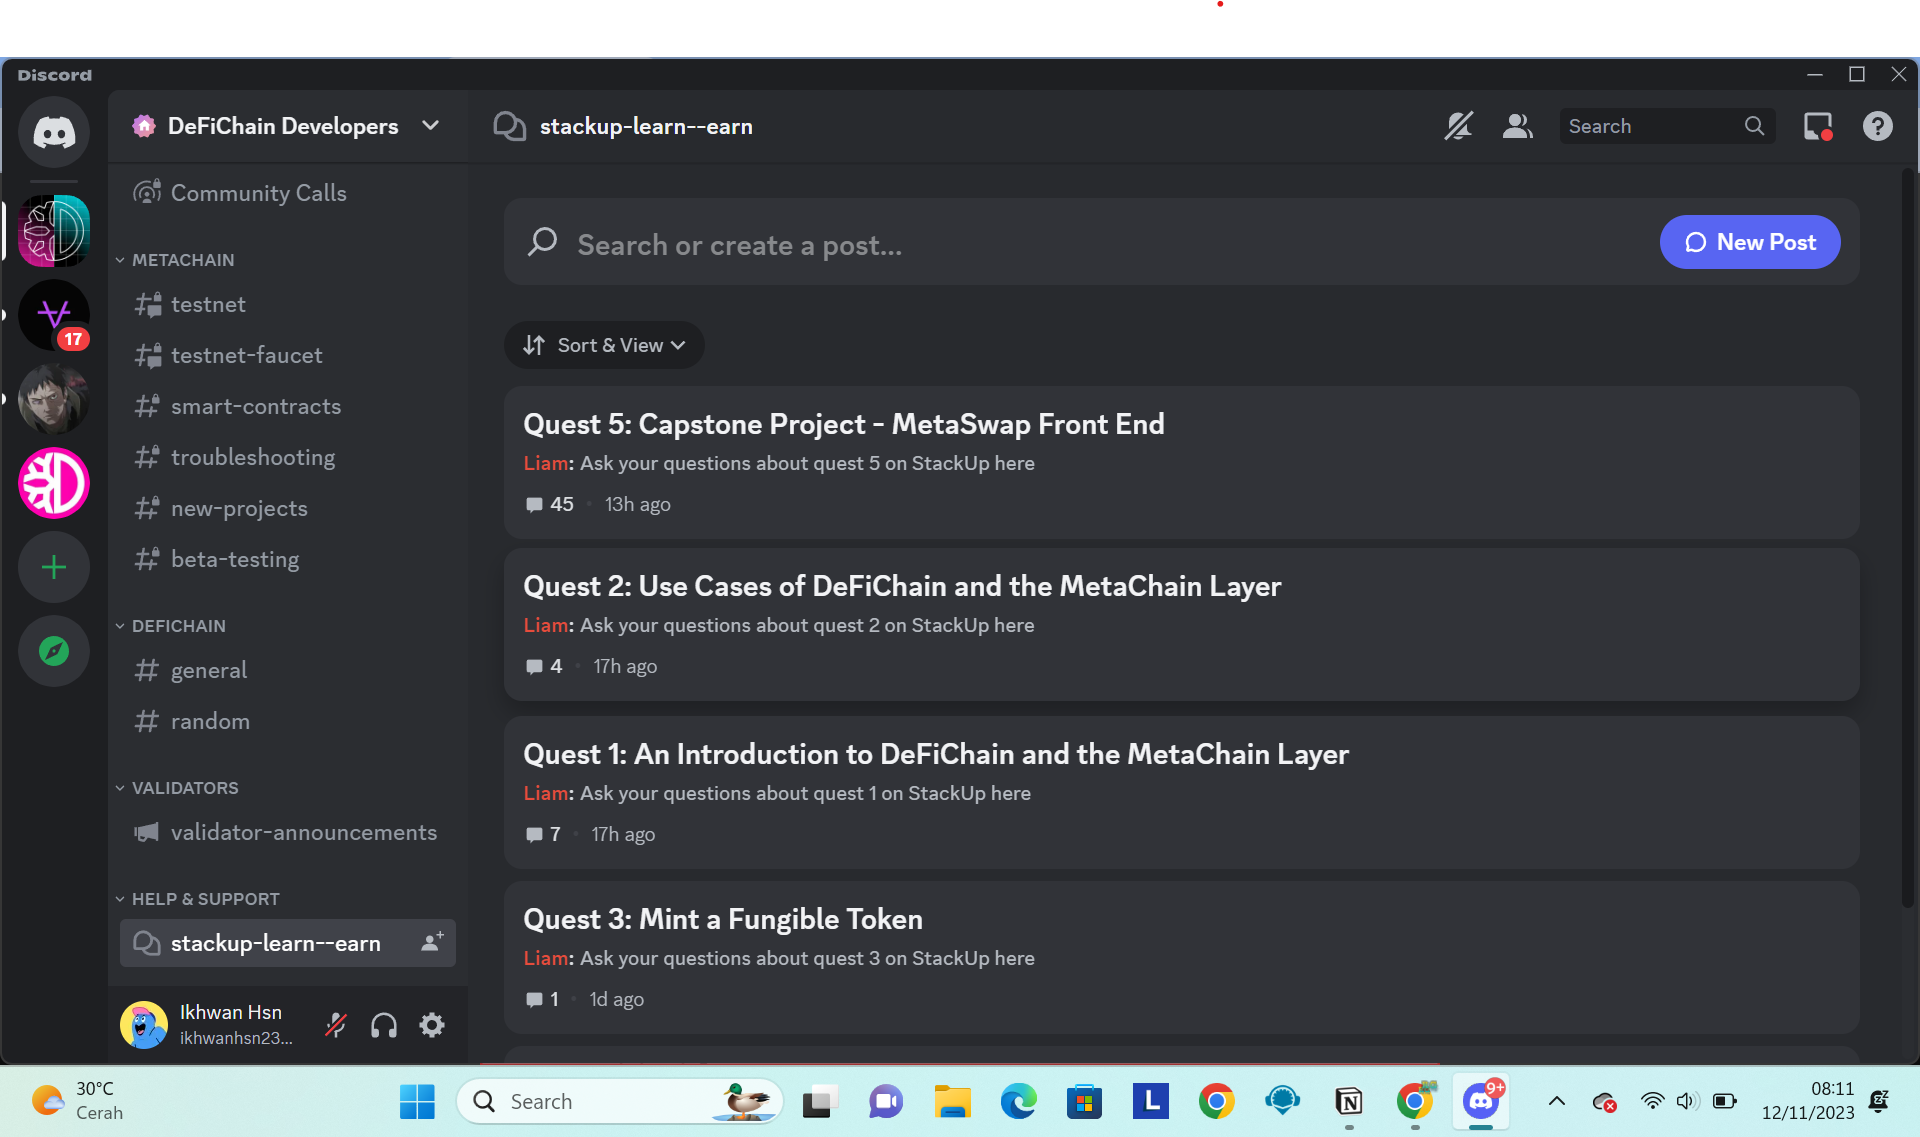 Discord
DeFiChain Developers
stackup-learn--earn
Search
Community Calls
METACHAIN
testnet
testnet-faucet
smart-contracts
troubleshooting
new-projects
beta-testing
DEFICHAIN
general
random
VALIDATORS
validator-announcements
HELP & SUPPORT
stackup-learn--earn
17
Ikhwan Hsn
ikhwanhsn23...
Search or create a post...
New Post
Sort & View
Quest 5: Capstone Project - MetaSwap Front End
Liam: Ask your questions about quest 5 on StackUp here
45 • 13h ago
Quest 2: Use Cases of DeFiChain and the MetaChain Layer
Liam: Ask your questions about quest 2 on StackUp here
4 • 17h ago
Quest 1: An Introduction to DeFiChain and the MetaChain Layer
Liam: Ask your questions about quest 1 on StackUp here
7 • 17h ago
Quest 3: Mint a Fungible Token
Liam: Ask your questions about quest 3 on StackUp here
1 • 1d ago
30°C
Cerah
Search
L
N
9+
08:11
12/11/2023